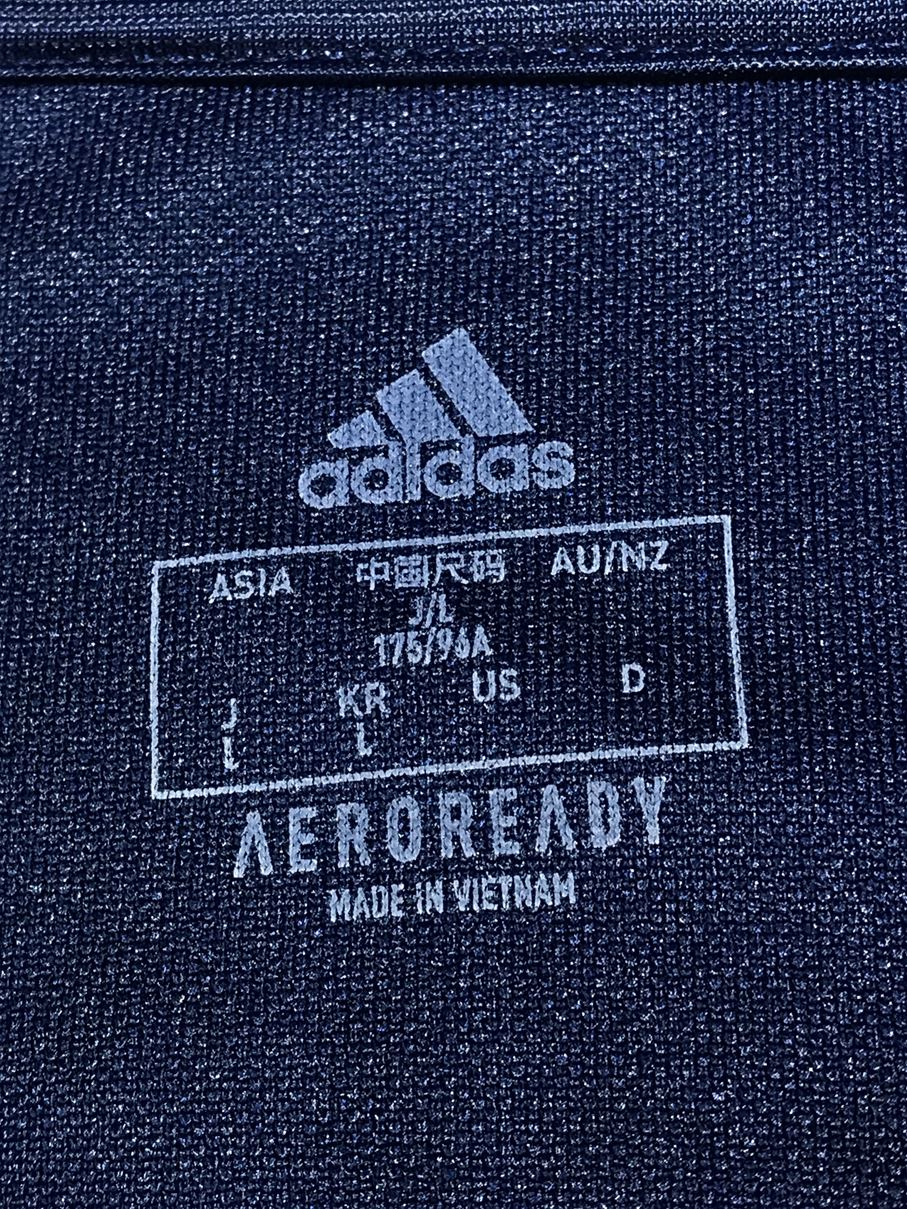 adidas
ASIA 中国尺码 AU/NZ
J/L
175/96A
J KR US D
L L
AEROREADY
MADE IN VIETNAM